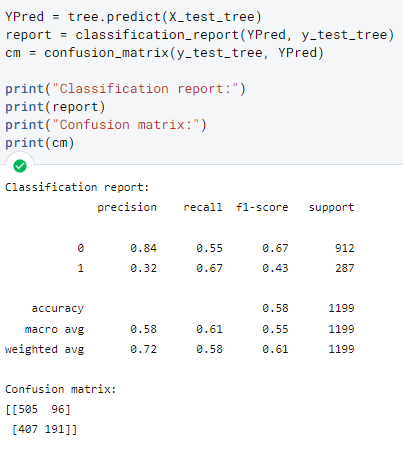 YPred = tree.predict(X_test_tree)
report = classification_report(YPred, y_test_tree)
cm = confusion_matrix(y_test_tree, YPred)
print("Classification report:")
print(report)
print("Confusion matrix:")
print(cm)
Classification report:
precision recall f1-score support
0 0.84 0.55 0.67 912
1 0.32 0.67 0.43 287
accuracy 0.58 1199
macro avg 0.58 0.61 0.55 1199
weighted avg 0.72 0.58 0.61 1199
Confusion matrix:
[[505 96]
[407 191]]